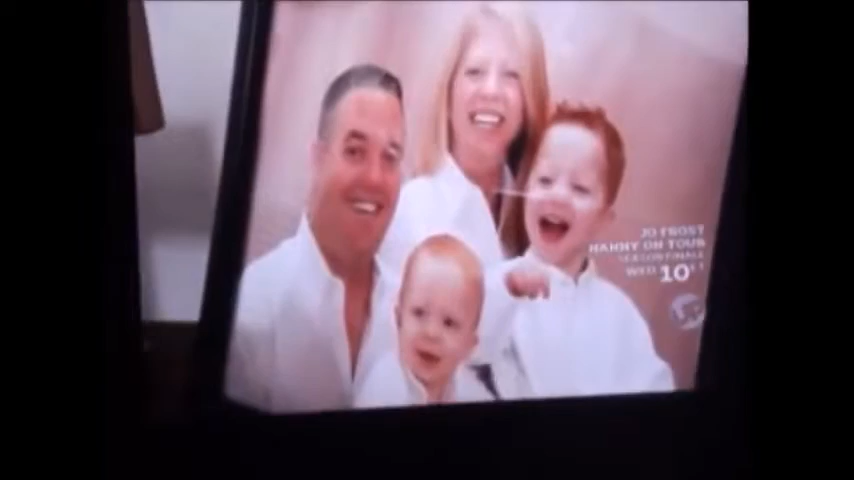 JO FROST
NANNY ON TOUR
SEASON FINALE
WED 10